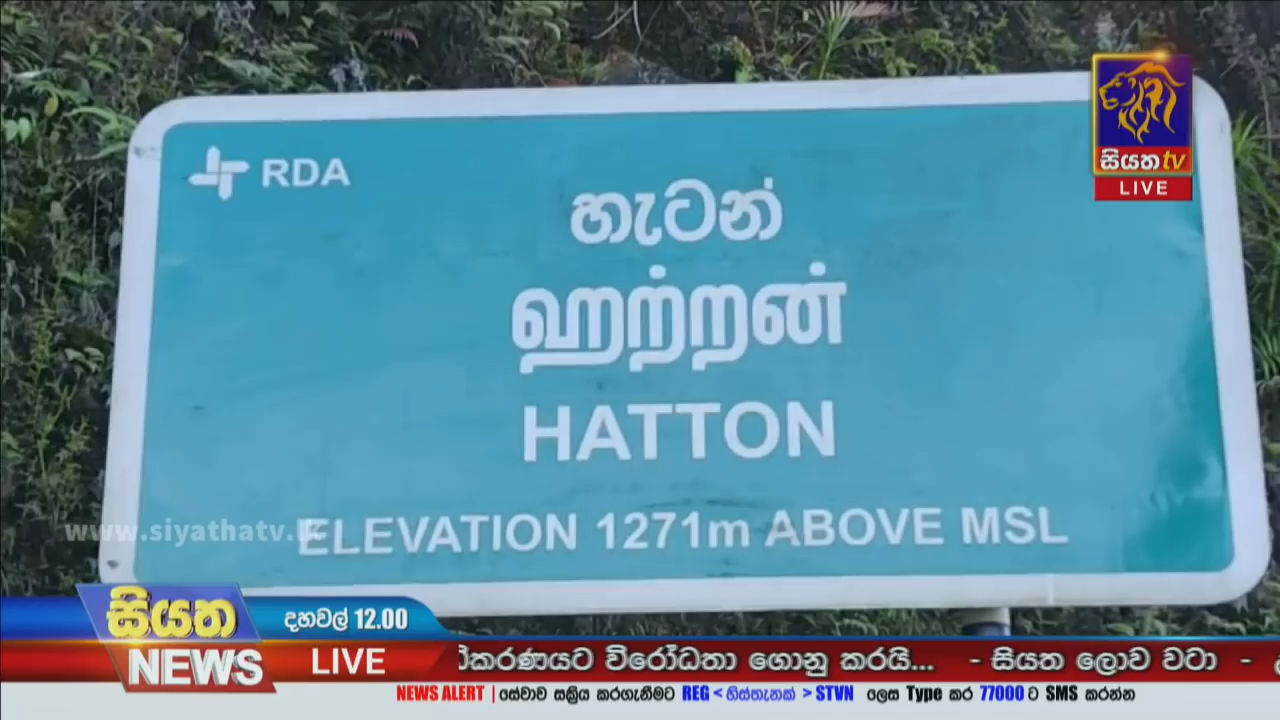 RDA
හැටන්
ஹற்றன்
HATTON
ELEVATION 1271m ABOVE MSL
සියත tv
LIVE
www.siyathatv.lk
සියත
NEWS
දහවල් 12.00
LIVE
විරෝධතා ගොනු කරයි... - සියත ලොව වටා -
NEWS ALERT | සේවාව සක්‍රිය කරගැනීමට REG < හිස්තැනක් > STVN ලෙස Type කර 77000 ට SMS කරන්න